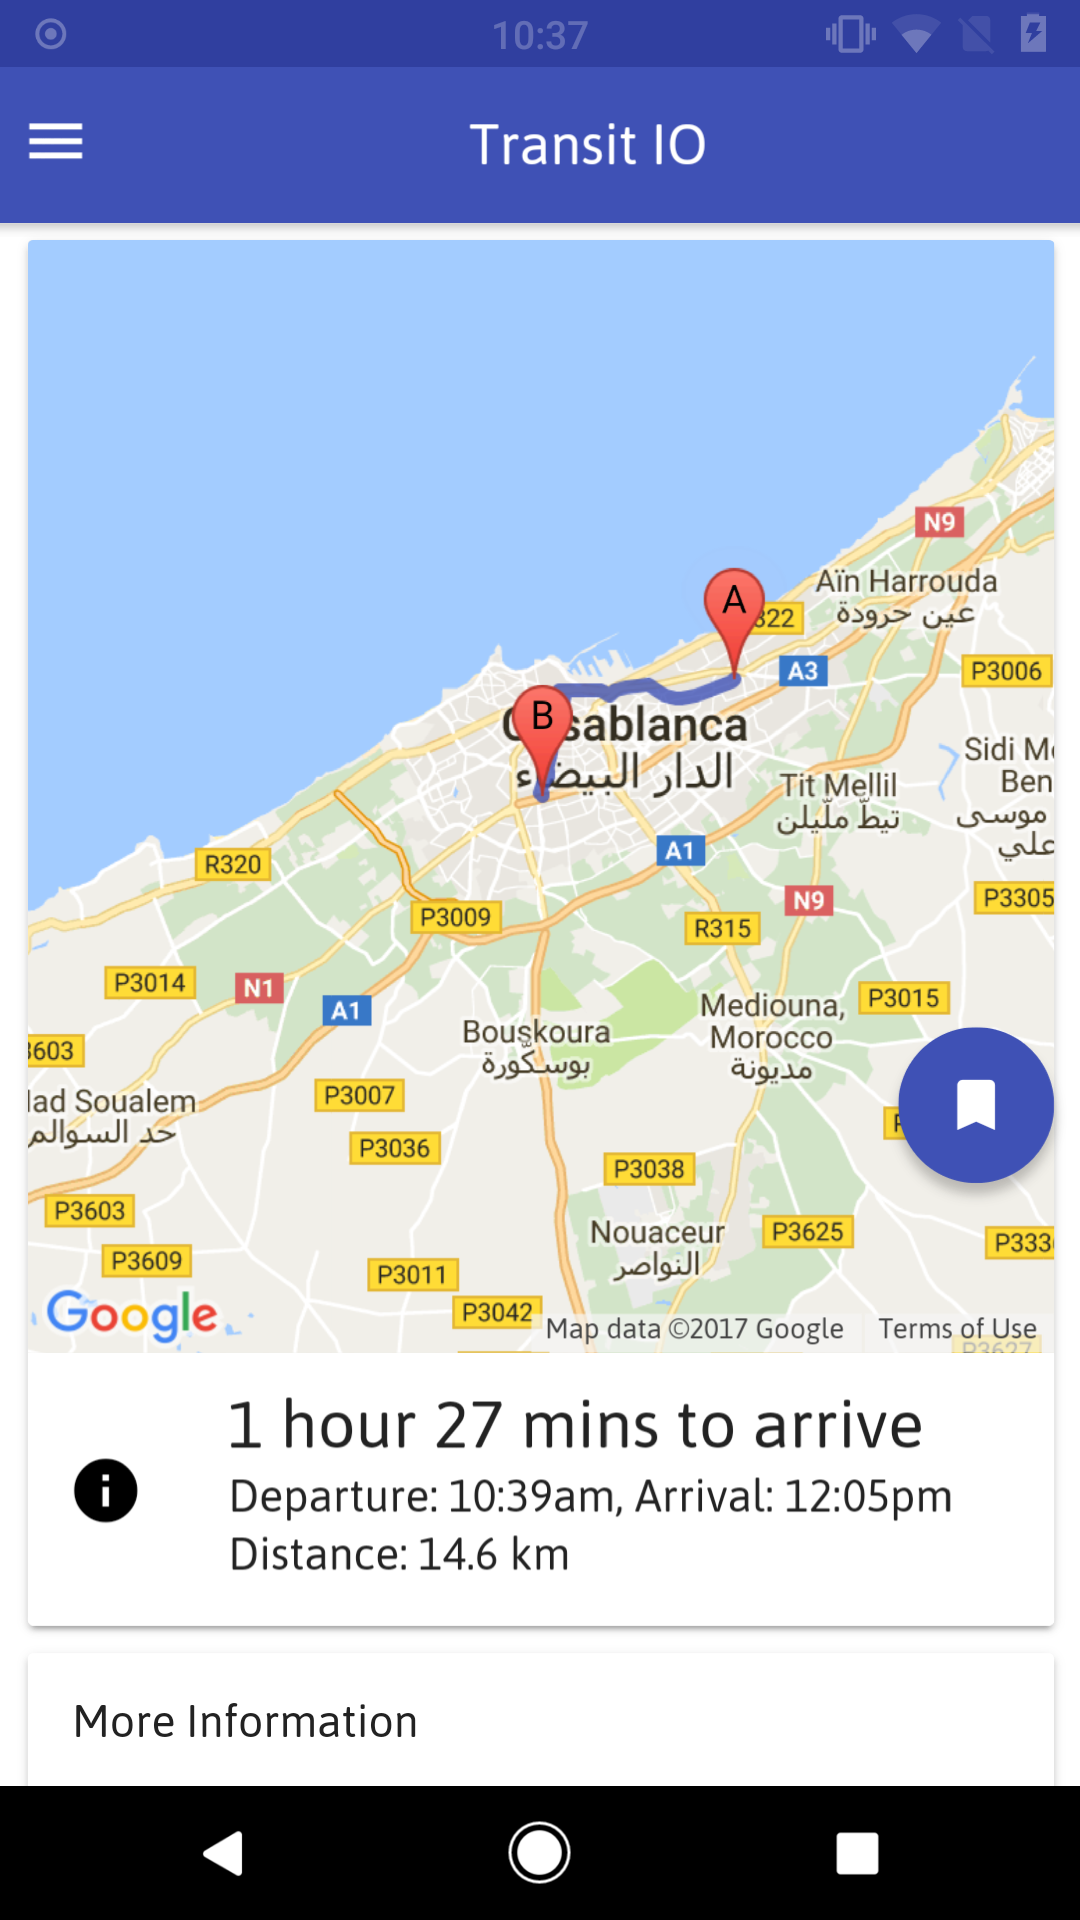 10:37
Transit IO
N9
Aïn Harrouda
عين حرودة
A
322
A3
P3006
B
Casablanca
الدار البيضاء
Sidi Mo
Ben
موسى
علي
Tit Mellil
تيط مليلن
A1
R320
P3305
N9
P3009
R315
P3014
N1
A1
P3015
Mediouna,
Morocco
مديونة
Bouskoura
بوسكورة
3603
P3007
lad Soualem
حد السوالم
P3036
P3038
P3603
Nouaceur
النواصر
P3625
P333
P3609
P3011
P3042
Google
Map data ©2017 Google
Terms of Use
P3627
1 hour 27 mins to arrive
Departure: 10:39am, Arrival: 12:05pm
Distance: 14.6 km
More Information